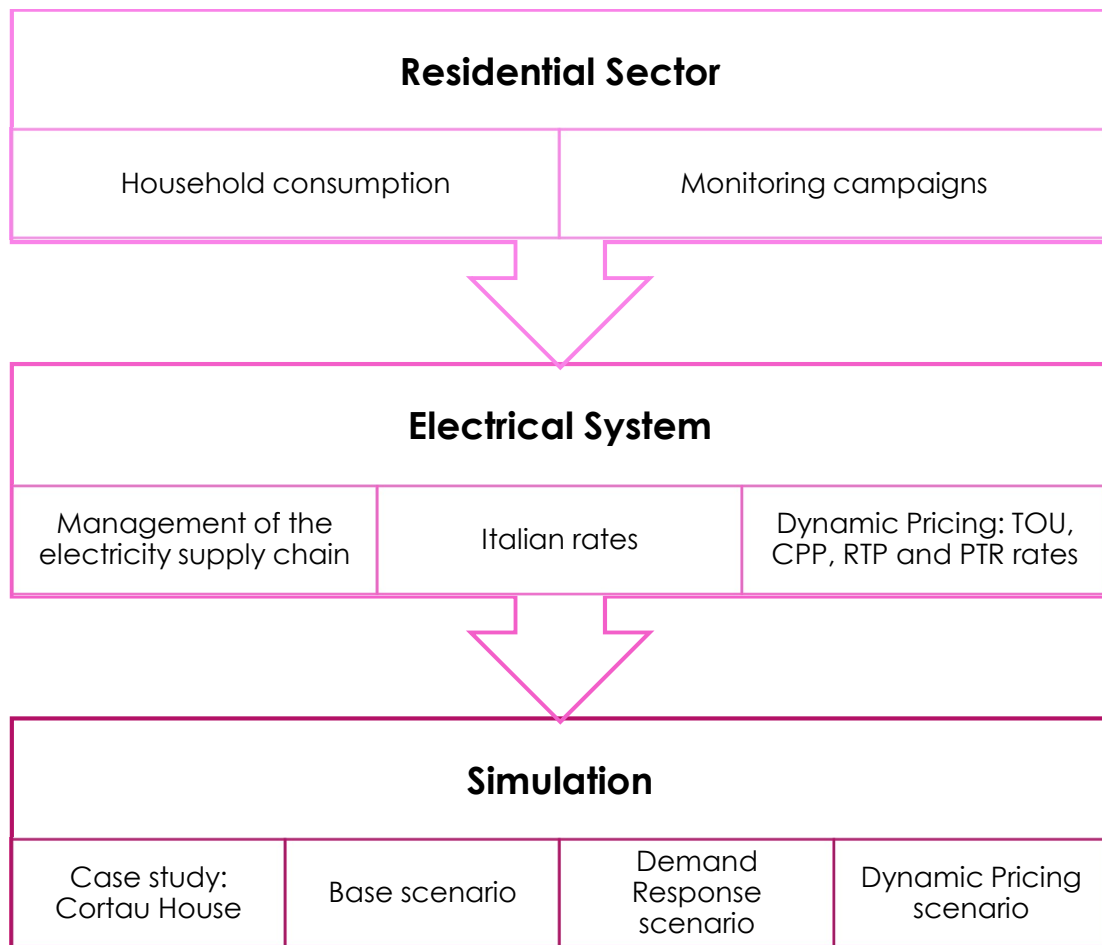 Residential Sector
Household consumption
Monitoring campaigns
Electrical System
Management of the
electricity supply chain
Italian rates
Dynamic Pricing: TOU,
CPP, RTP and PTR rates
Simulation
Case study:
Cortau House
Base scenario
Demand
Response
scenario
Dynamic Pricing
scenario